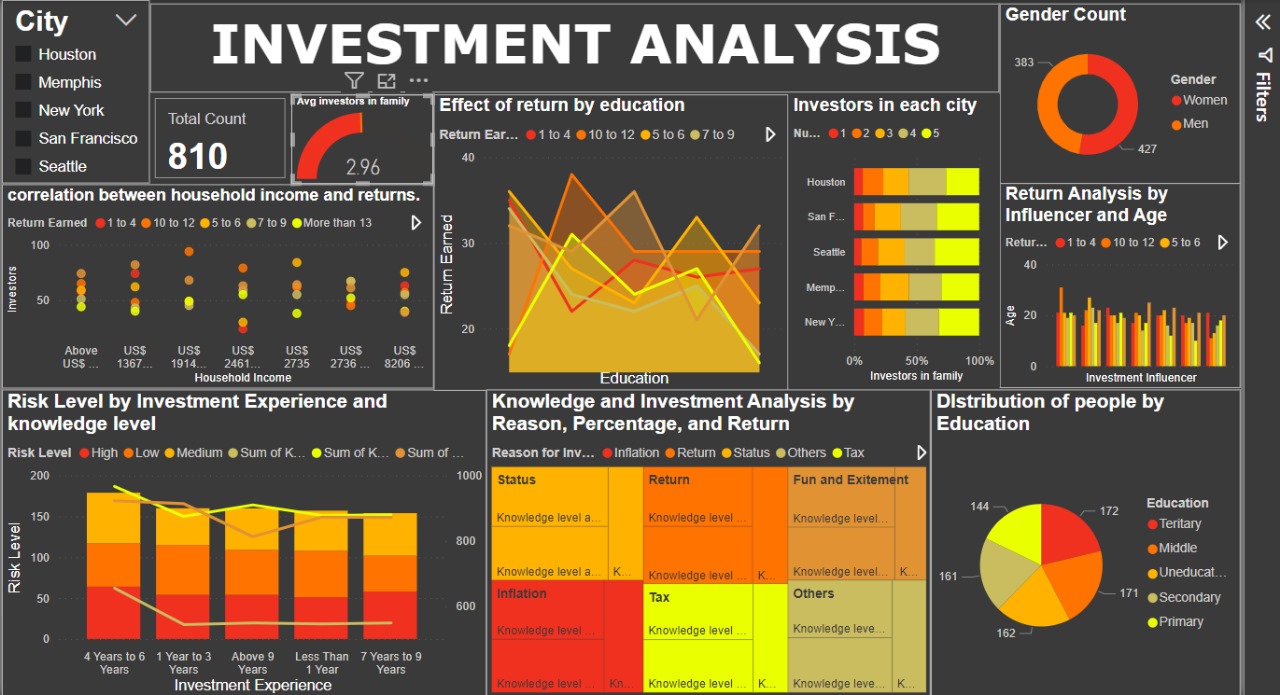 City
Houston
Memphis
New York
San Francisco
Seattle
INVESTMENT ANALYSIS
Total Count
810
Avg investors in family
2.96
Effect of return by education
Return Ear... 1 to 4 10 to 12 5 to 6 7 to 9
40
30
20
Return Earned
Education
Investors in each city
Nu... 1 2 3 4 5
Houston
San F...
Seattle
Memp...
New Y...
0% 50% 100%
Investors in family
Gender Count
383
427
Gender
Women
Men
Filters
correlation between household income and returns.
Return Earned 1 to 4 10 to 12 5 to 6 7 to 9 More than 13
100
50
Investors
Above US$ ...
US$ 1367...
US$ 1914...
US$ 2461...
US$ 2735
US$ 2736 ...
US$ 8206 ...
Household Income
Return Analysis by
Influencer and Age
Retur... 1 to 4 10 to 12 5 to 6
40
20
0
Age
Investment Influencer
Risk Level by Investment Experience and
knowledge level
Risk Level High Low Medium Sum of K... Sum of K... Sum of ...
200
150
100
50
0
1000
800
600
Risk Level
4 Years to 6
Years
1 Year to 3
Years
Above 9
Years
Less Than
1 Year
7 Years to 9
Years
Investment Experience
Knowledge and Investment Analysis by
Reason, Percentage, and Return
Reason for Inv... Inflation Return Status Others Tax
Status
Knowledge level a...
Knowledge level a...
K...
Return
Knowledge level ...
Knowledge level ...
K...
Fun and Exitement
Knowledge level...
Knowledge level...
K...
Inflation
Knowledge level ...
Knowledge level ...
Kn...
Tax
Knowledge level ...
Knowledge level ...
K...
Others
Knowledge leve...
Knowledge leve...
K...
DIstribution of people by
Education
144
172
161
171
162
Education
Teritary
Middle
Uneducat...
Secondary
Primary